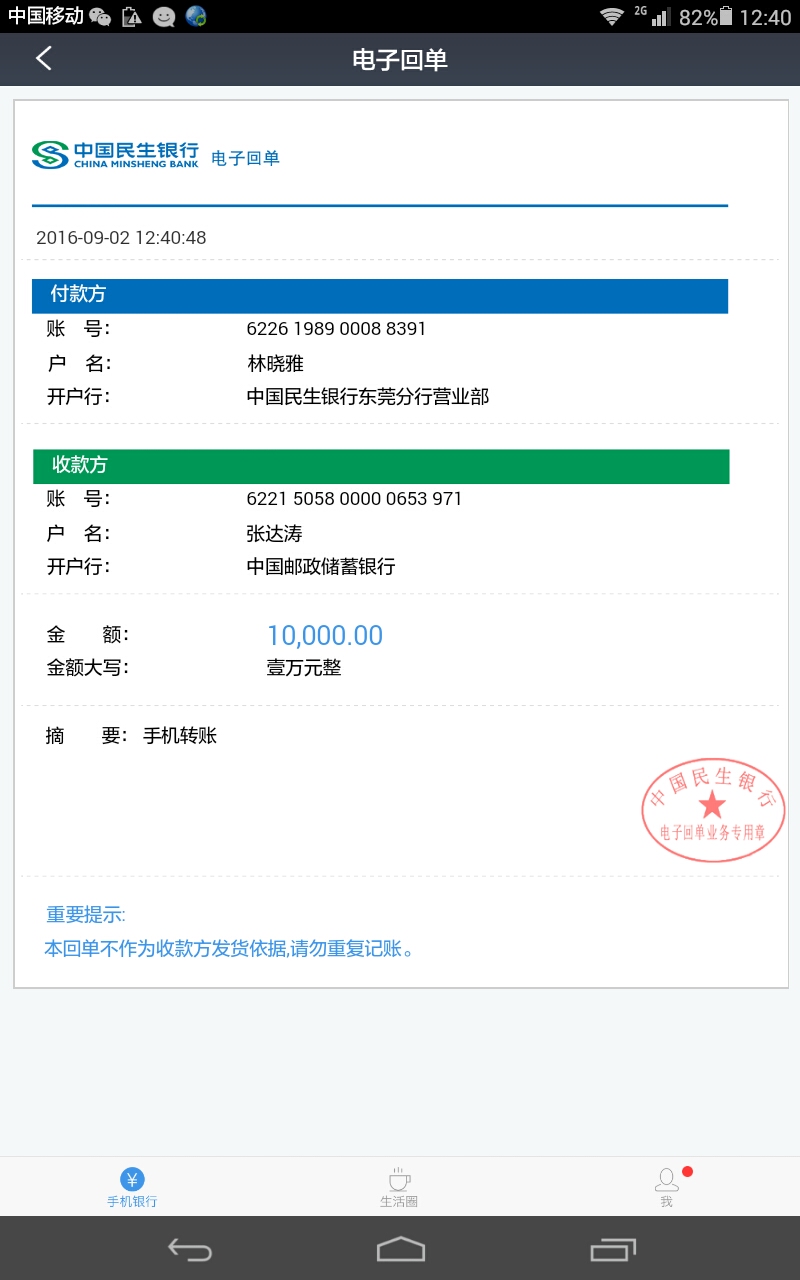 中国移动 2G 82% 12:40
电子回单
中国民生银行 电子回单
CHINA MINSHENG BANK
2016-09-02 12:40:48
付款方
账 号: 6226 1989 0008 8391
户 名: 林晓雅
开户行: 中国民生银行东莞分行营业部
收款方
账 号: 6221 5058 0000 0653 971
户 名: 张达涛
开户行: 中国邮政储蓄银行
金 额: 10,000.00
金额大写: 壹万元整
摘 要: 手机转账
中国民生银行
电子回单业务专用章
重要提示:
本回单不作为收款方发货依据,请勿重复记账。
手机银行 生活圈 我